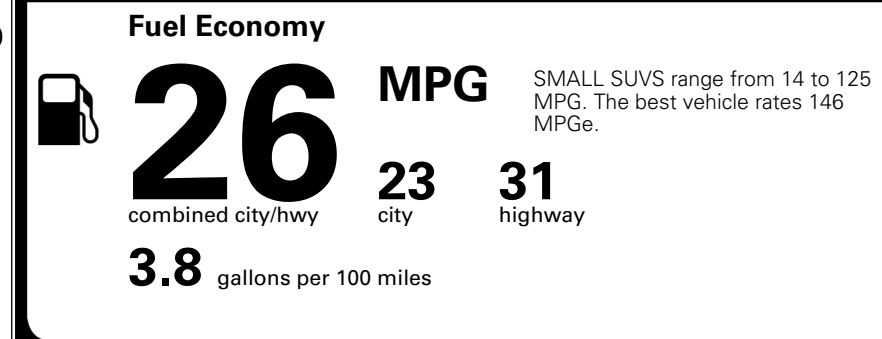 Fuel Economy
26 MPG
SMALL SUVS range from 14 to 125
MPG. The best vehicle rates 146
MPGe.
23 31
combined city/hwy city highway
3.8 gallons per 100 miles